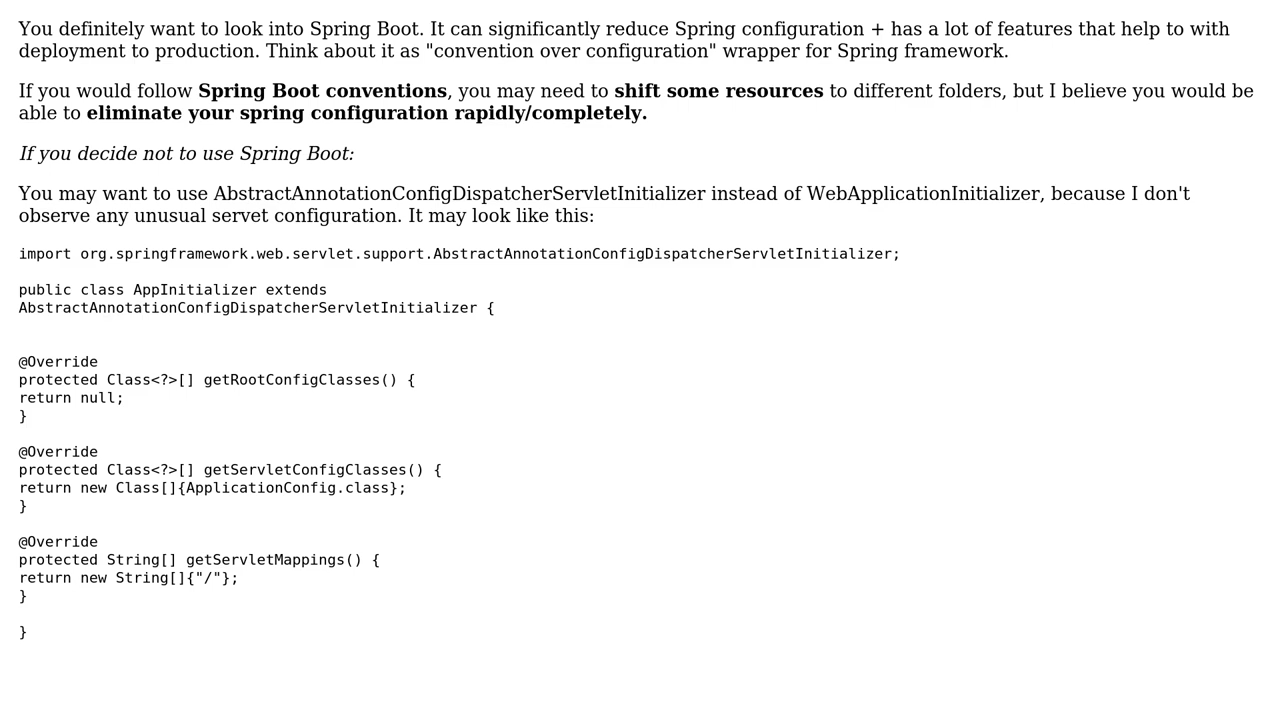 You definitely want to look into Spring Boot. It can significantly reduce Spring configuration + has a lot of features that help to with
deployment to production. Think about it as "convention over configuration" wrapper for Spring framework.
If you would follow Spring Boot conventions, you may need to shift some resources to different folders, but I believe you would be
able to eliminate your spring configuration rapidly/completely.
If you decide not to use Spring Boot:
You may want to use AbstractAnnotationConfigDispatcherServletInitializer instead of WebApplicationInitializer, because I don't
observe any unusual servet configuration. It may look like this:
import org.springframework.web.servlet.support.AbstractAnnotationConfigDispatcherServletInitializer;
public class AppInitializer extends
AbstractAnnotationConfigDispatcherServletInitializer {
@Override
protected Class<?>[] getRootConfigClasses() {
return null;
}
@Override
protected Class<?>[] getServletConfigClasses() {
return new Class[]{ApplicationConfig.class};
}
@Override
protected String[] getServletMappings() {
return new String[]{"/"};
}
}